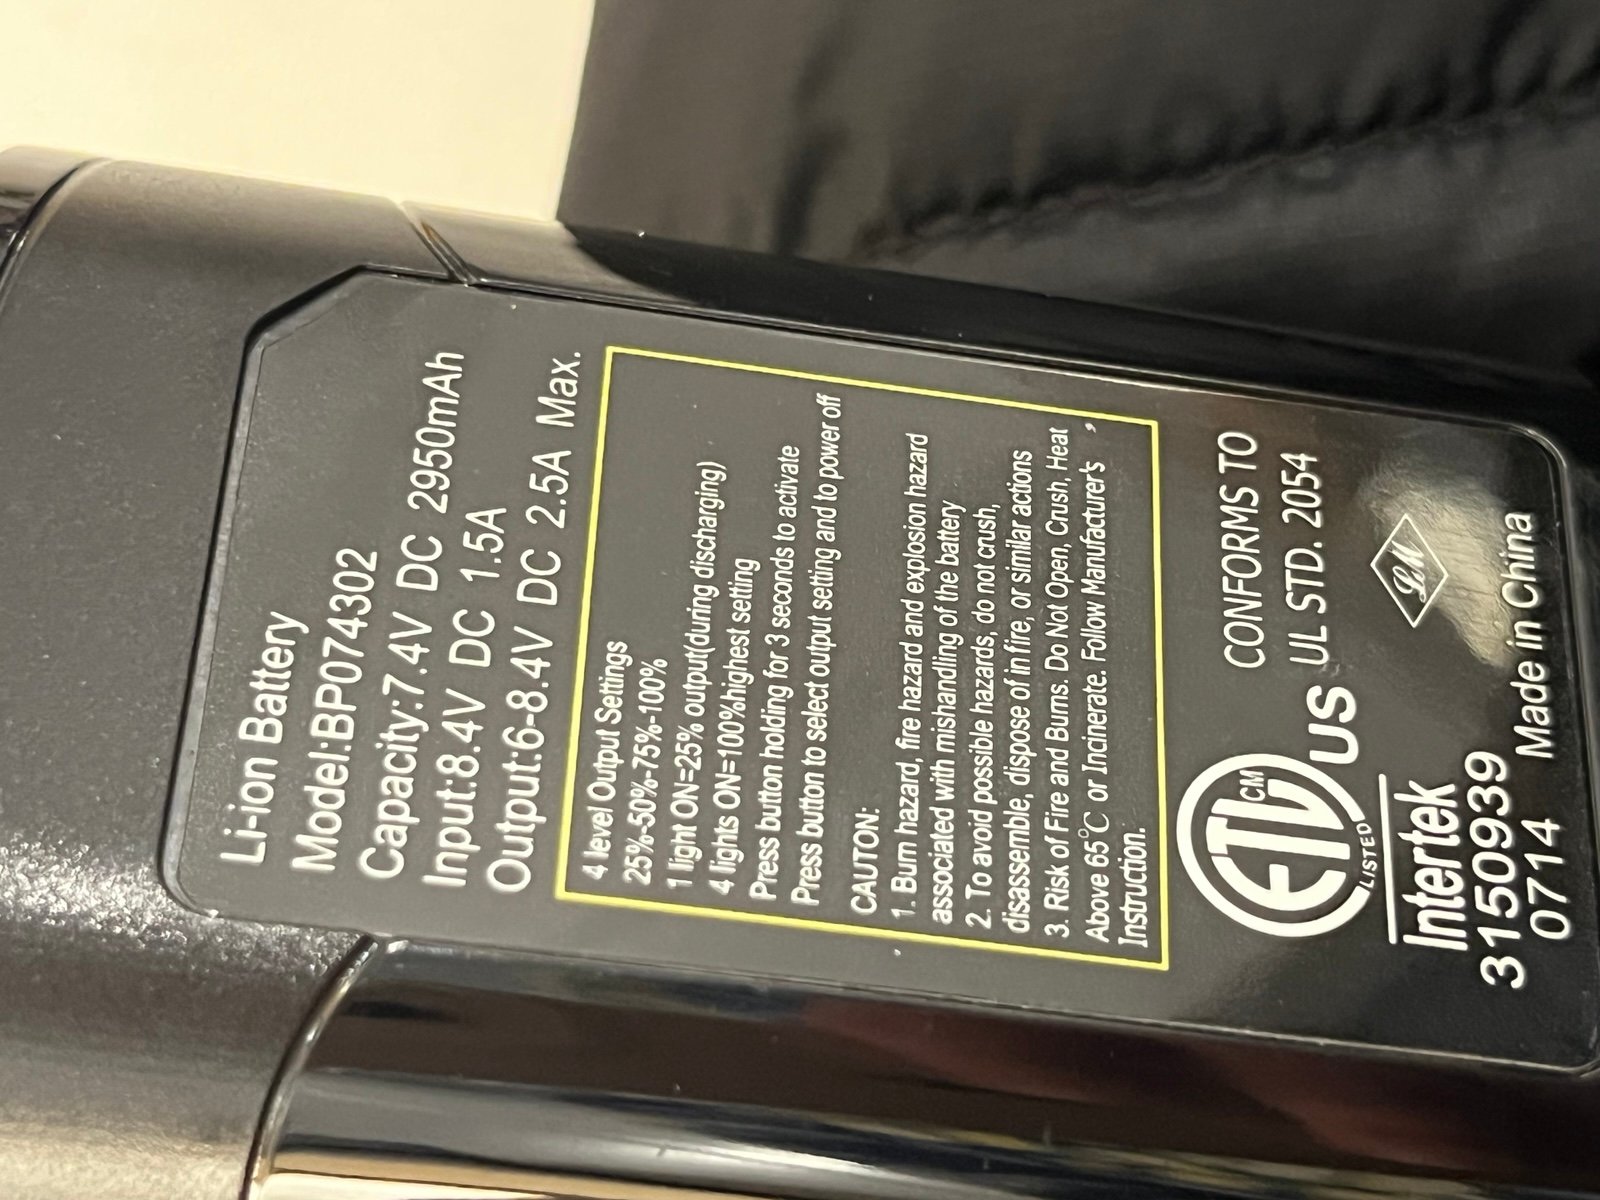 Li-ion Battery
Model:BP074302
Capacity:7.4V DC 2950mAh
Input:8.4V DC 1.5A
Output:6-8.4V DC 2.5A Max.
4 level Output Settings
25%-50%-75%-100%
1 light ON=25% output(during discharging)
4 lights ON=100%highest setting
Press button holding for 3 seconds to activate
Press button to select output setting and to power off
CAUTON:
1. Burn hazard, fire hazard and explosion hazard
associated with mishandling of the battery
2. To avoid possible hazards, do not crush,
disassemble, dispose of in fire, or similar actions
3. Risk of Fire and Burns. Do Not Open, Crush, Heat
Above 65℃ or Incinerate. Follow Manufacturer's ,
Instruction.
ETL CM
LISTED
US
CONFORMS TO
UL STD. 2054
Intertek
3150939
0714
LM
Made in China